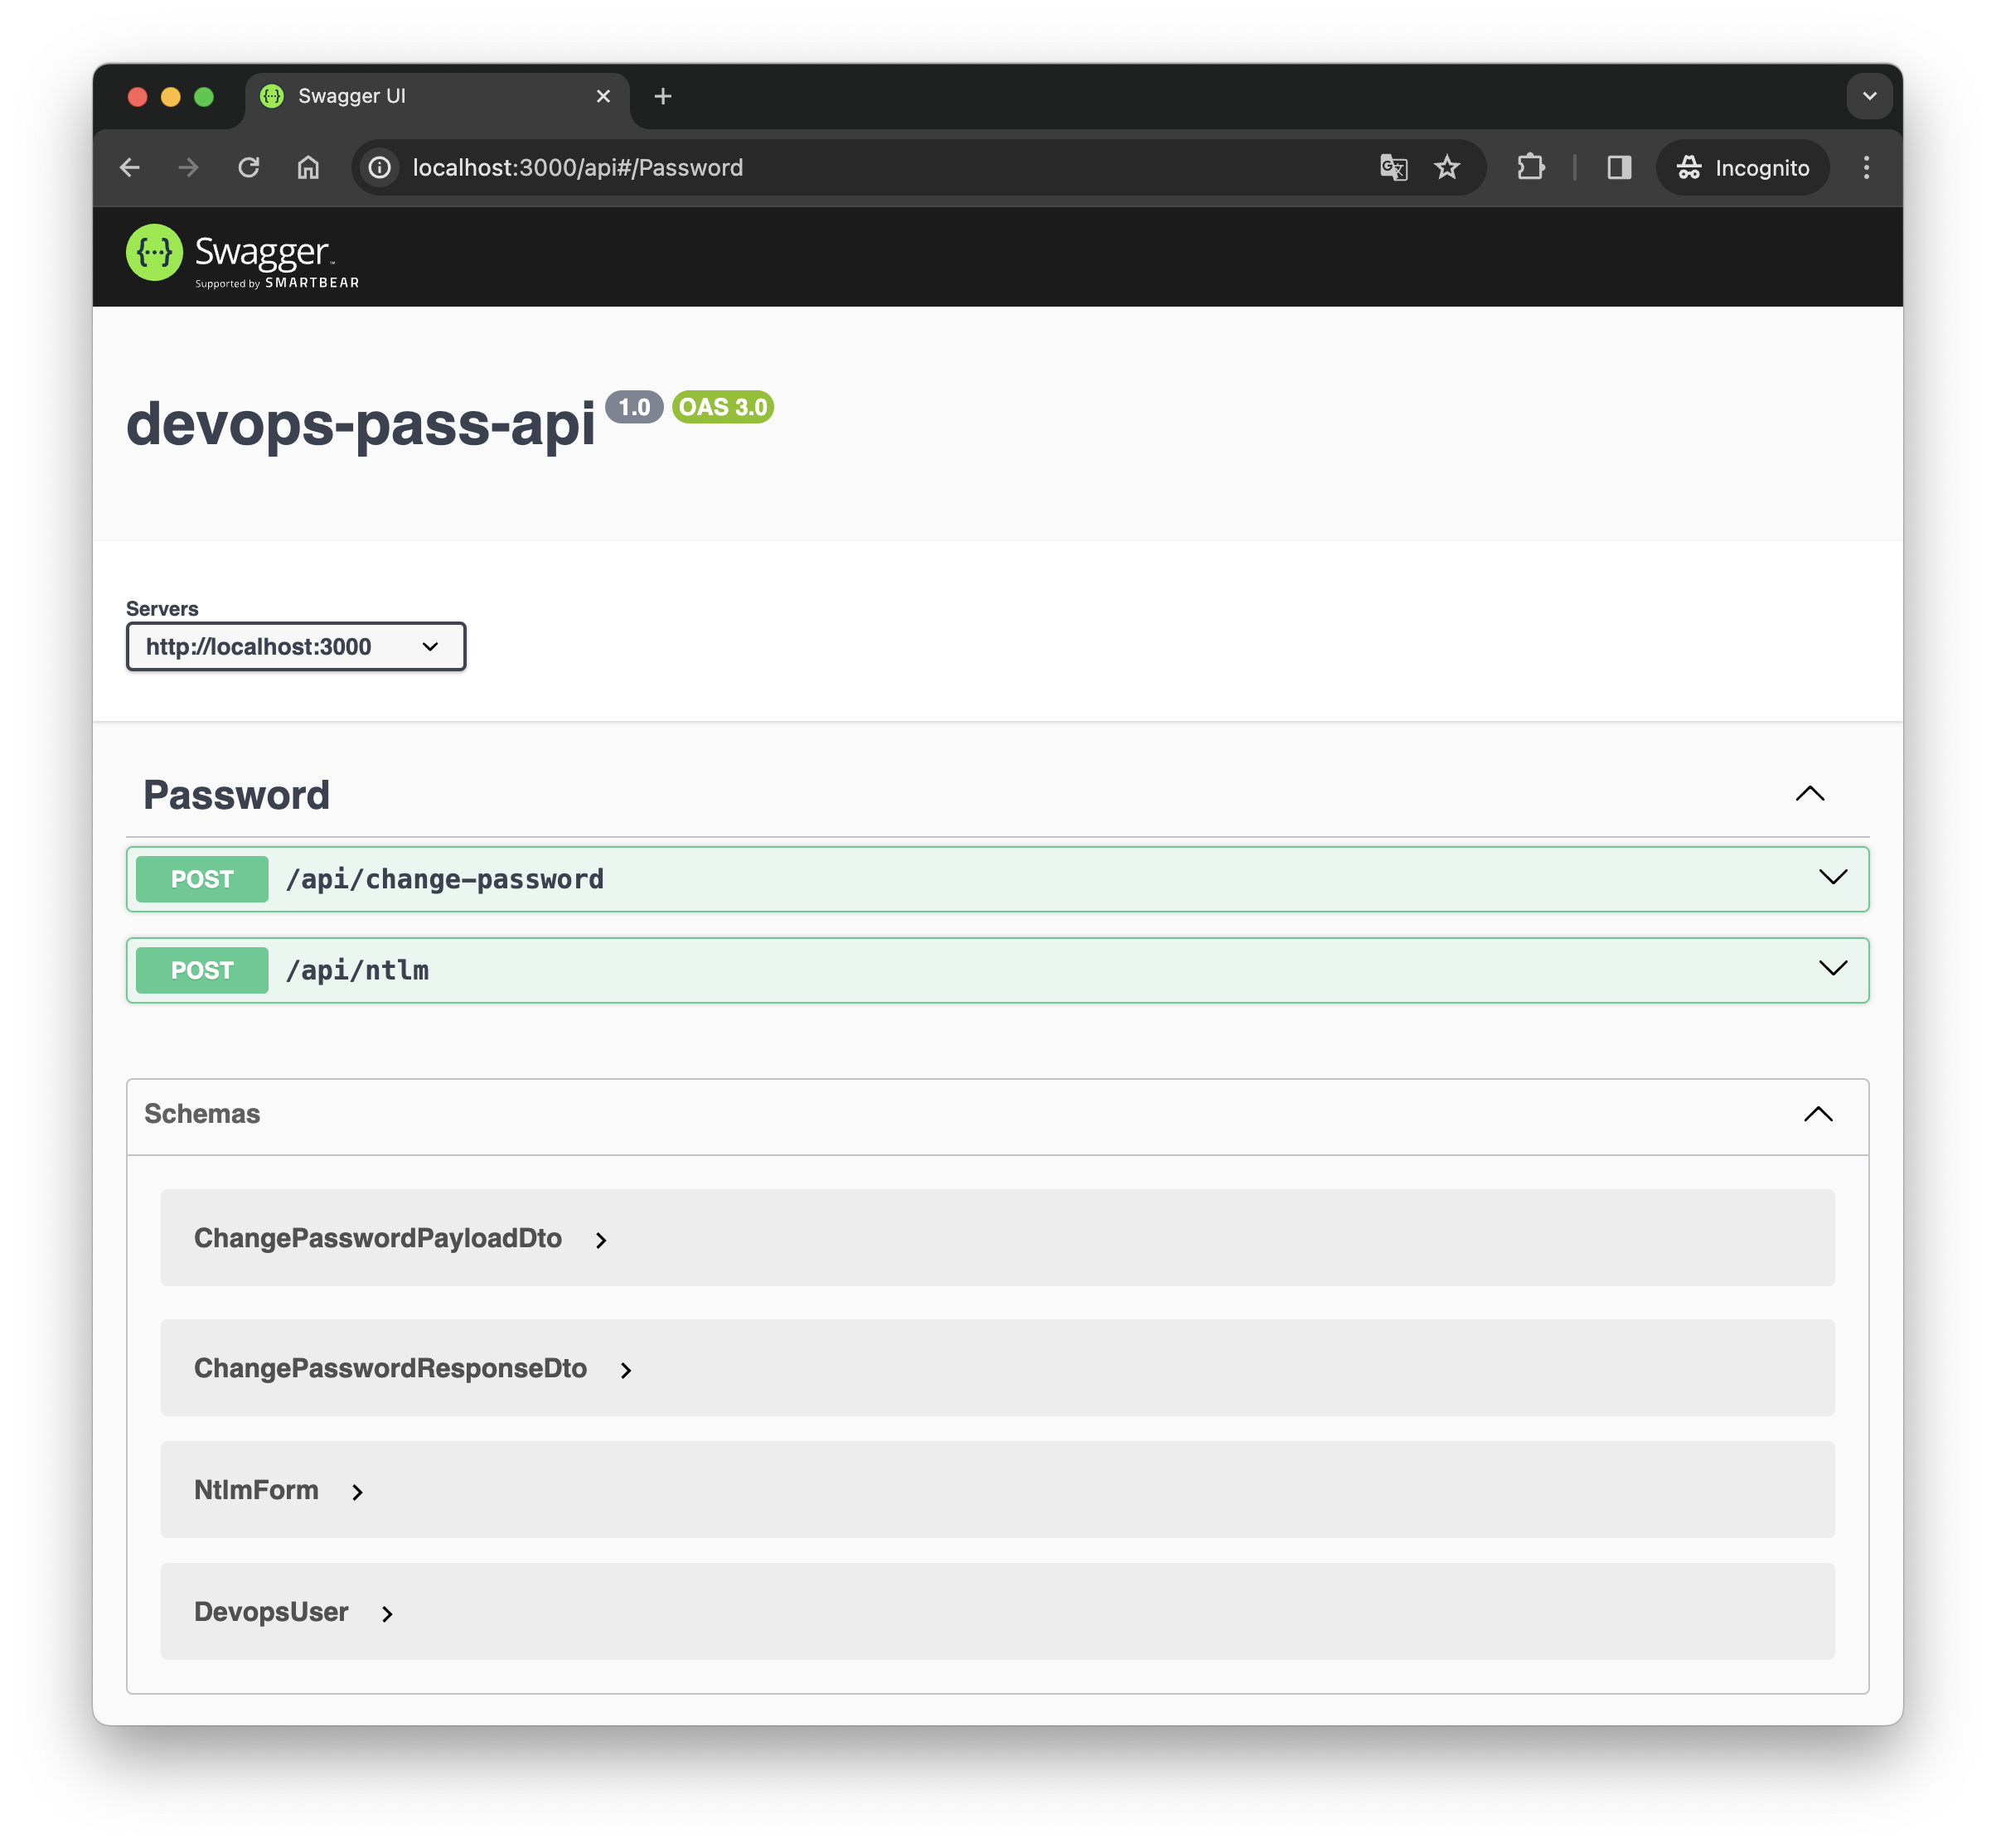 Swagger UI
localhost:3000/api#/Password
Incognito
Swagger
Supported by SMARTBEAR
devops-pass-api 1.0 OAS 3.0
Servers
http://localhost:3000
Password
POST /api/change-password
POST /api/ntlm
Schemas
ChangePasswordPayloadDto
ChangePasswordResponseDto
NtlmForm
DevopsUser